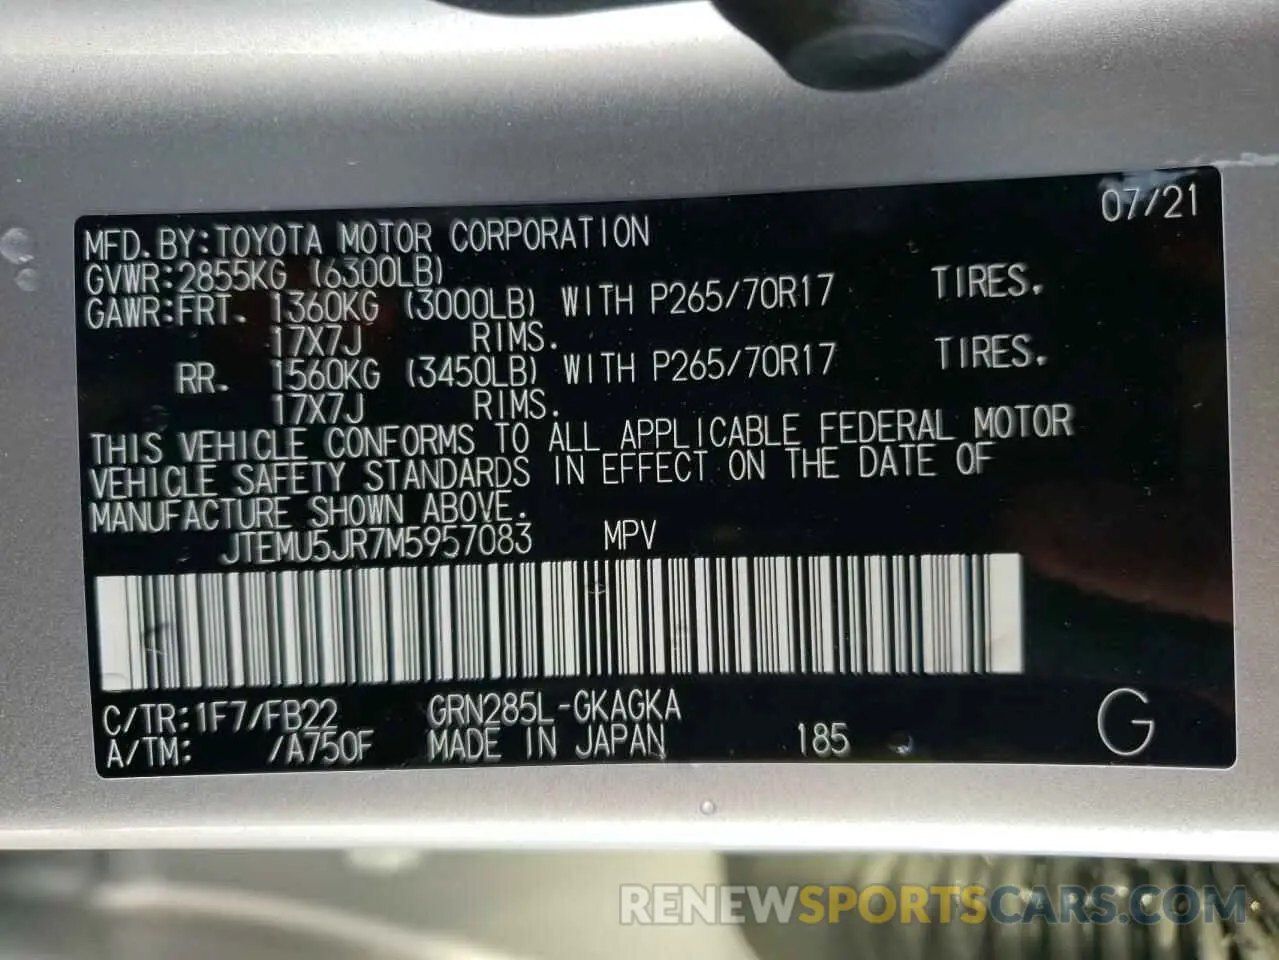 07/21
MFD.BY:TOYOTA MOTOR CORPORATION
GVWR:2855KG (6300LB)
GAWR:FRT. 1360KG (3000LB) WITH P265/70R17 TIRES.
17X7J RIMS.
RR. 1560KG (3450LB) WITH P265/70R17 TIRES.
17X7J RIMS.
THIS VEHICLE CONFORMS TO ALL APPLICABLE FEDERAL MOTOR
VEHICLE SAFETY STANDARDS IN EFFECT ON THE DATE OF
MANUFACTURE SHOWN ABOVE.
JTEMU5JR7M5957083 MPV
C/TR:1F7/FB22 GRN285L-GKAGKA
A/TM: /A750F MADE IN JAPAN 185 G
RENEWSPORTSCARS.COM